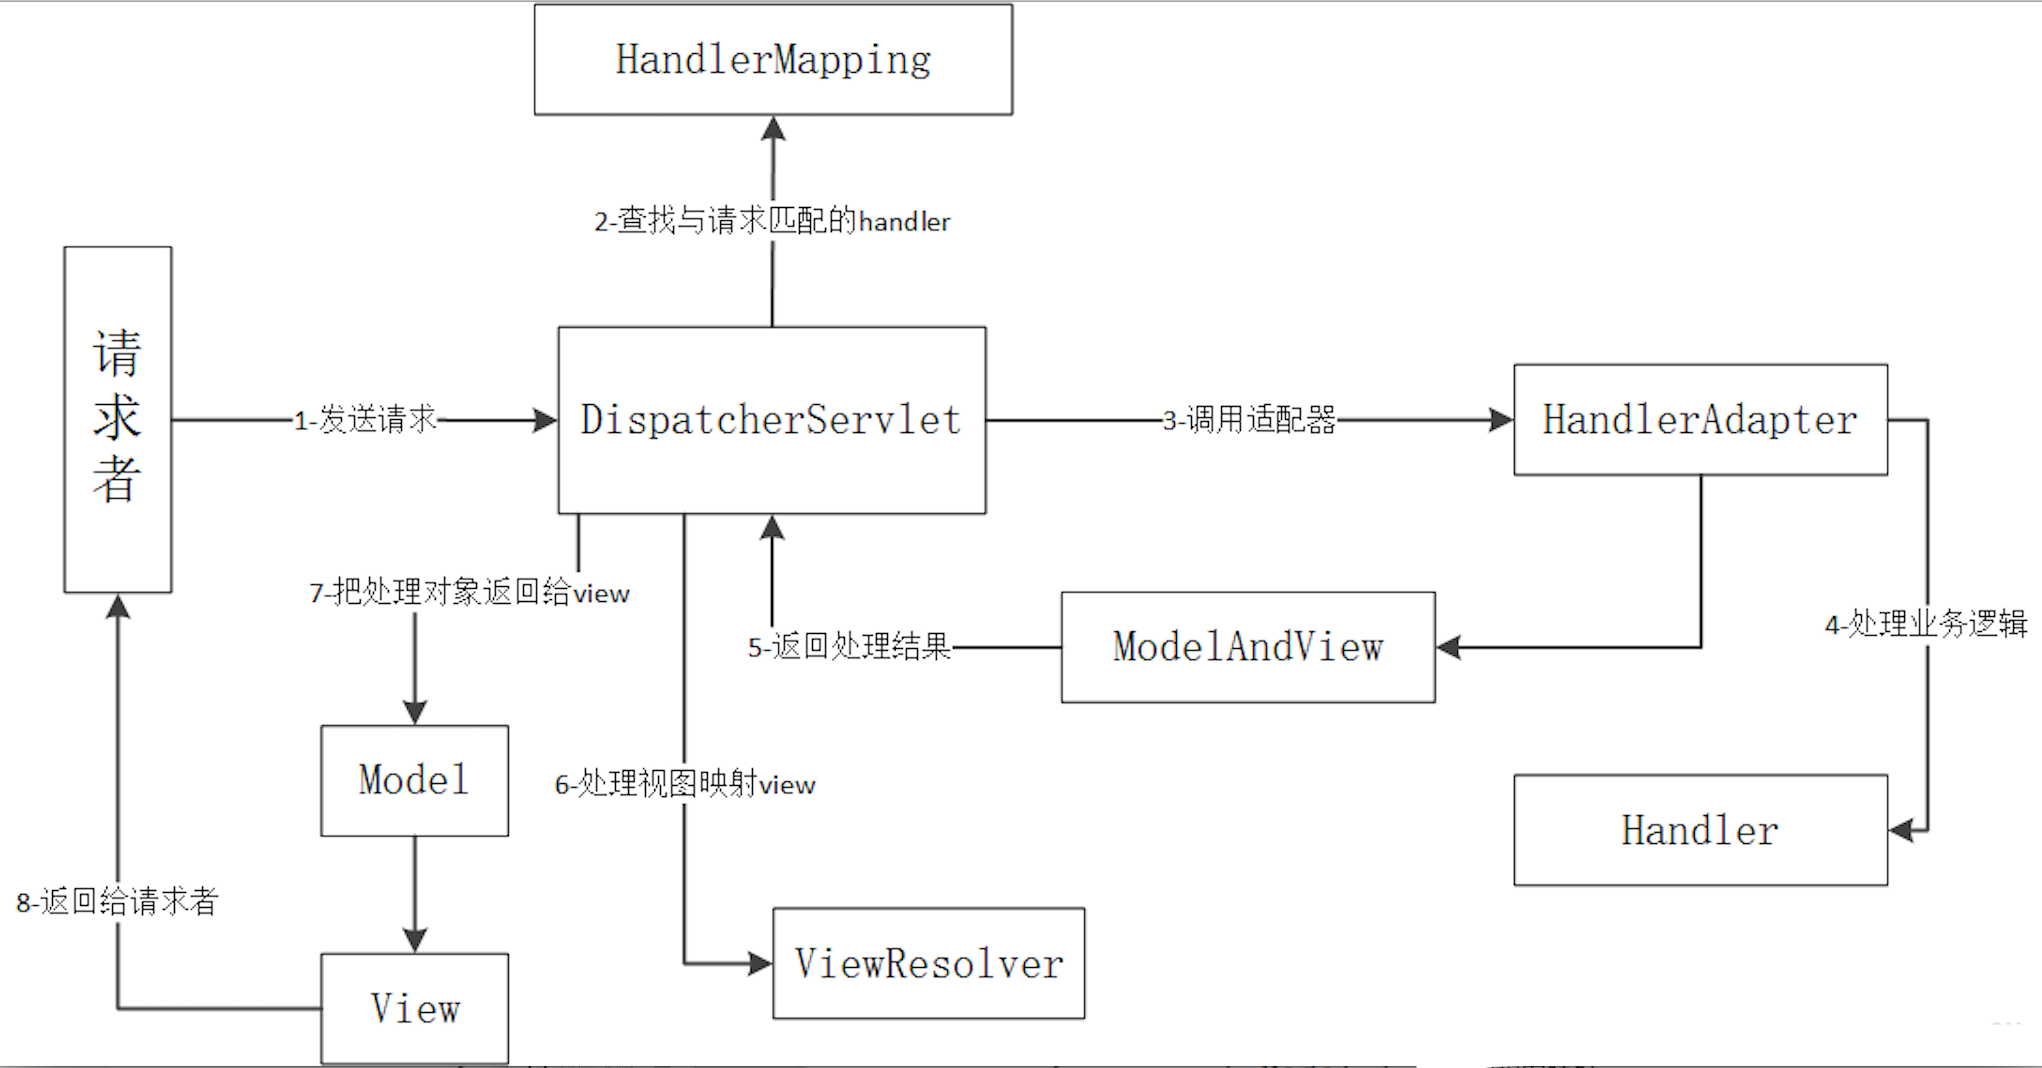 HandlerMapping
2-查找与请求匹配的handler
请
求
者
1-发送请求
DispatcherServlet
3-调用适配器
HandlerAdapter
7-把处理对象返回给view
5-返回处理结果
ModelAndView
4-处理业务逻辑
Model
6-处理视图映射view
Handler
8-返回给请求者
ViewResolver
View